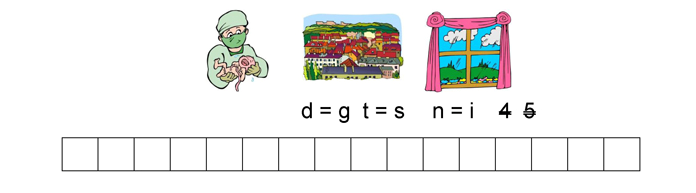 d = g t = s n = i 4 5